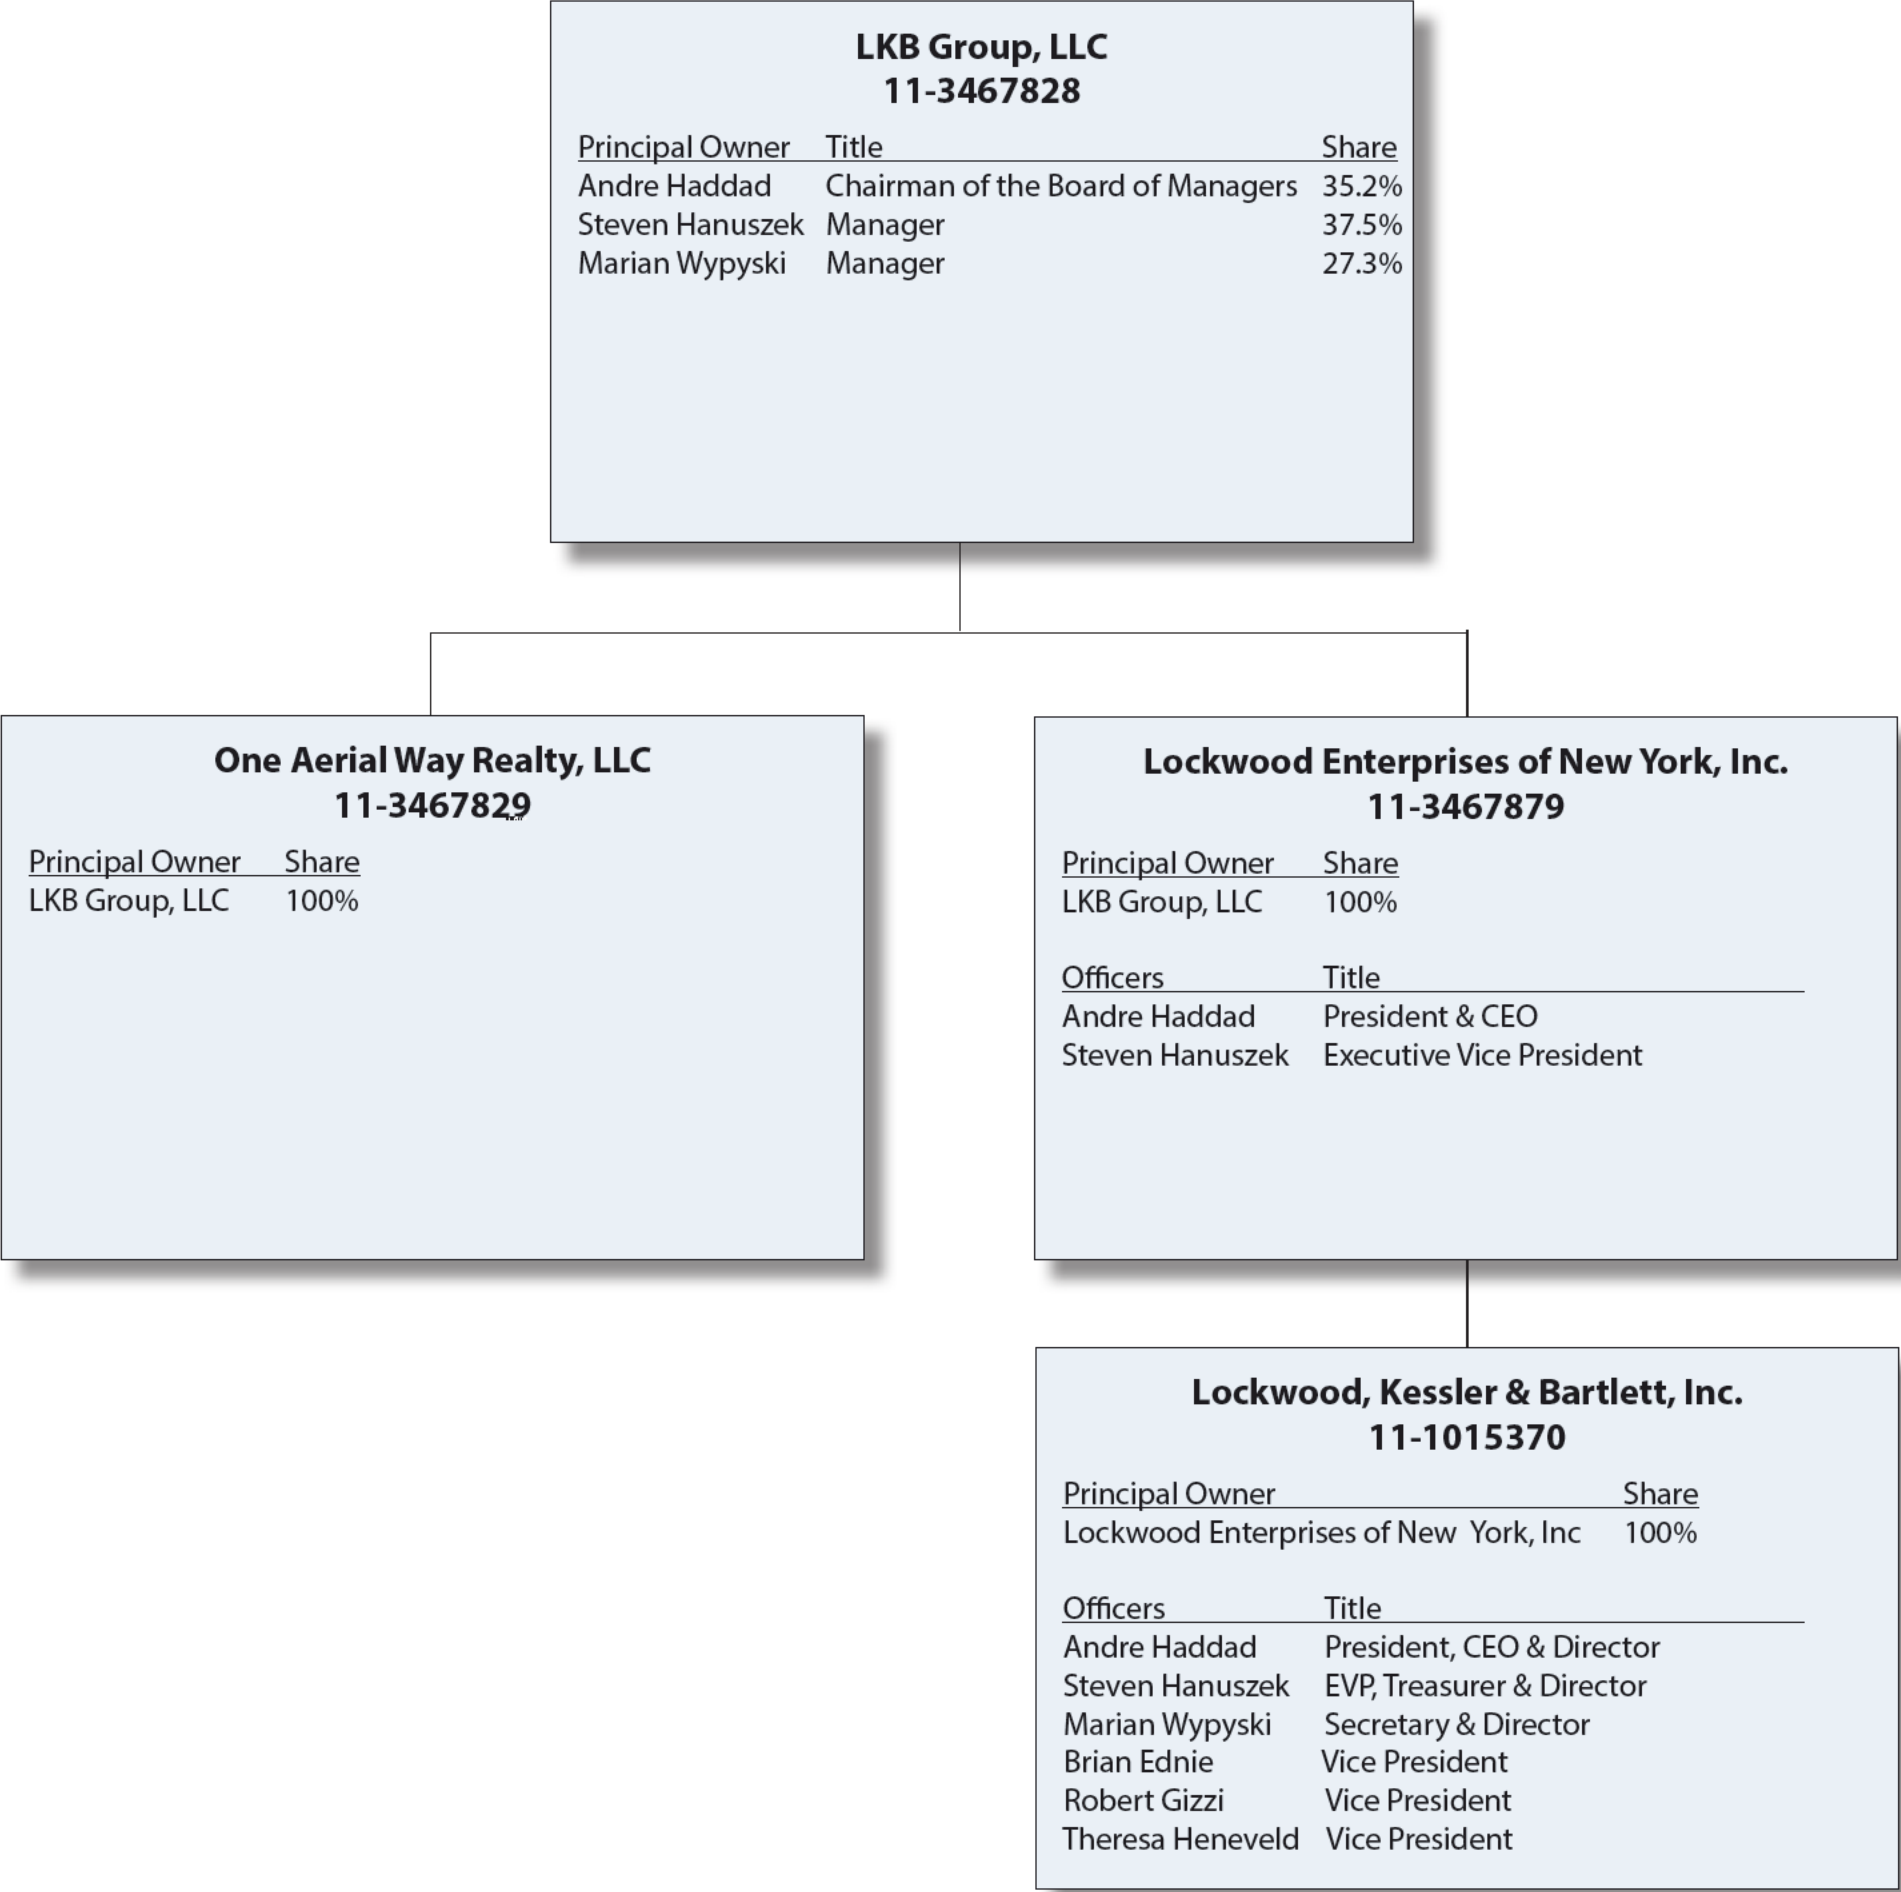 LKB Group, LLC
11-3467828
Principal Owner Title Share
Andre Haddad Chairman of the Board of Managers 35.2%
Steven Hanuszek Manager 37.5%
Marian Wypyski Manager 27.3%
One Aerial Way Realty, LLC
11-3467829
Principal Owner Share
LKB Group, LLC 100%
Lockwood Enterprises of New York, Inc.
11-3467879
Principal Owner Share
LKB Group, LLC 100%
Officers Title
Andre Haddad President & CEO
Steven Hanuszek Executive Vice President
Lockwood, Kessler & Bartlett, Inc.
11-1015370
Principal Owner Share
Lockwood Enterprises of New York, Inc 100%
Officers Title
Andre Haddad President, CEO & Director
Steven Hanuszek EVP, Treasurer & Director
Marian Wypyski Secretary & Director
Brian Ednie Vice President
Robert Gizzi Vice President
Theresa Heneveld Vice President